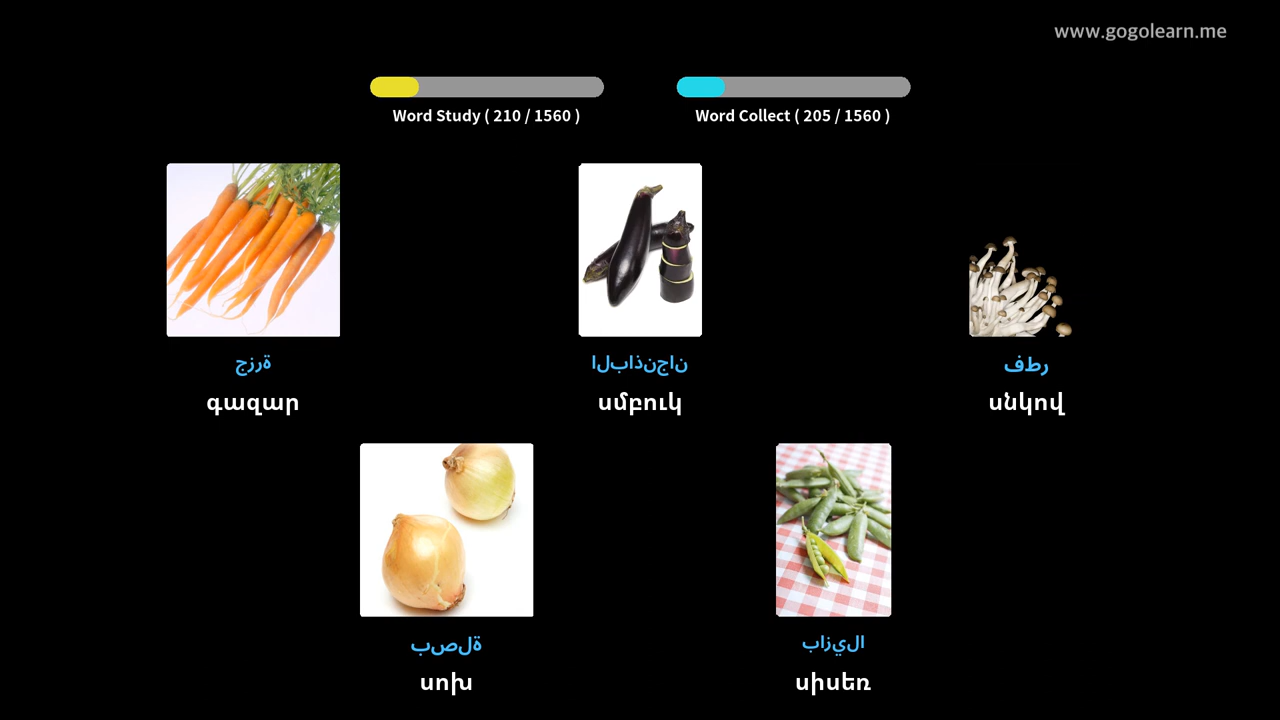 www.gogolearn.me
Word Study ( 210 / 1560 )
Word Collect ( 205 / 1560 )
جزرة
الباذنجان
فطر
գազար
սմբուկ
սնկով
بصلة
بازيلا
սոխ
սիսեռ